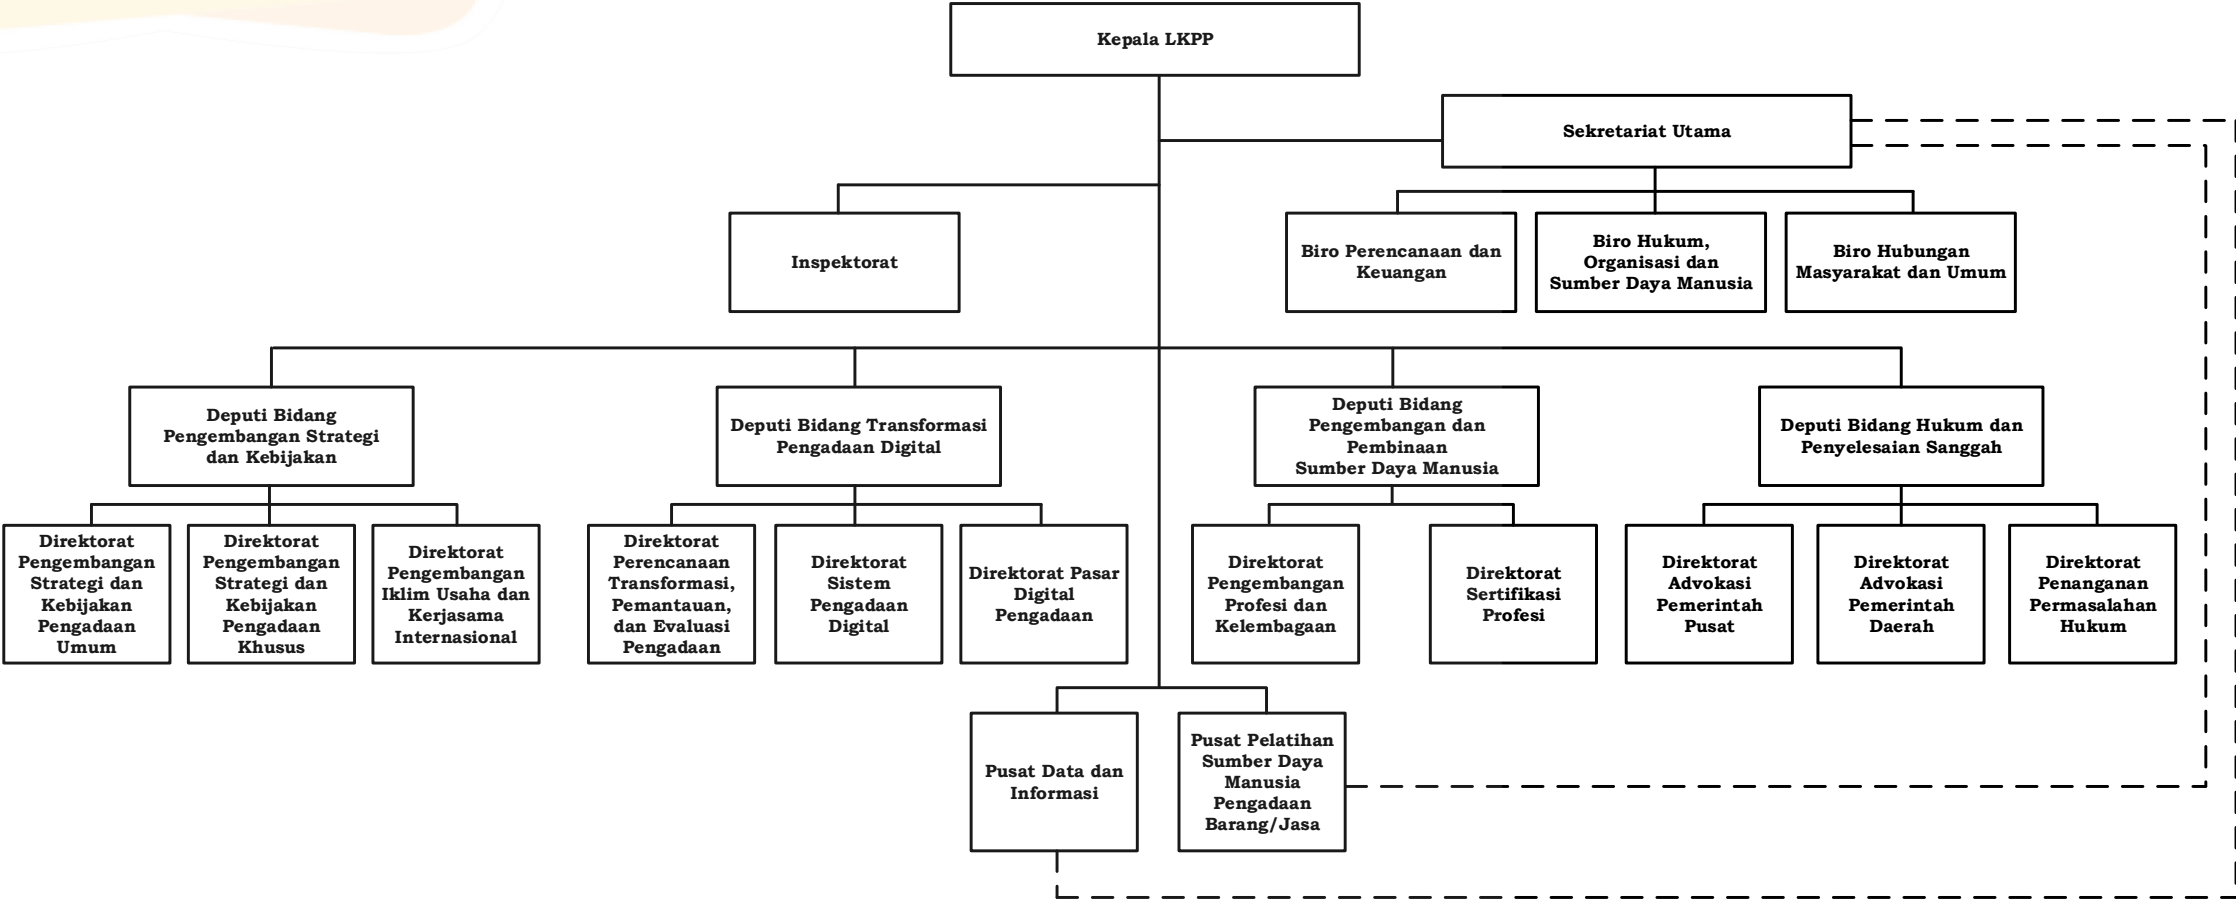 Kepala LKPP
Sekretariat Utama
Inspektorat
Biro Perencanaan dan
Keuangan
Biro Hukum,
Organisasi dan
Sumber Daya Manusia
Biro Hubungan
Masyarakat dan Umum
Deputi Bidang
Pengembangan Strategi
dan Kebijakan
Deputi Bidang Transformasi
Pengadaan Digital
Deputi Bidang
Pengembangan dan
Pembinaan
Sumber Daya Manusia
Deputi Bidang Hukum dan
Penyelesaian Sanggah
Direktorat
Pengembangan
Strategi dan
Kebijakan
Pengadaan
Umum
Direktorat
Pengembangan
Strategi dan
Kebijakan
Pengadaan
Khusus
Direktorat
Pengembangan
Iklim Usaha dan
Kerjasama
Internasional
Direktorat
Perencanaan
Transformasi,
Pemantauan,
dan Evaluasi
Pengadaan
Direktorat
Sistem
Pengadaan
Digital
Direktorat Pasar
Digital
Pengadaan
Direktorat
Pengembangan
Profesi dan
Kelembagaan
Direktorat
Sertifikasi
Profesi
Direktorat
Advokasi
Pemerintah
Pusat
Direktorat
Advokasi
Pemerintah
Daerah
Direktorat
Penanganan
Permasalahan
Hukum
Pusat Data dan
Informasi
Pusat Pelatihan
Sumber Daya
Manusia
Pengadaan
Barang/Jasa